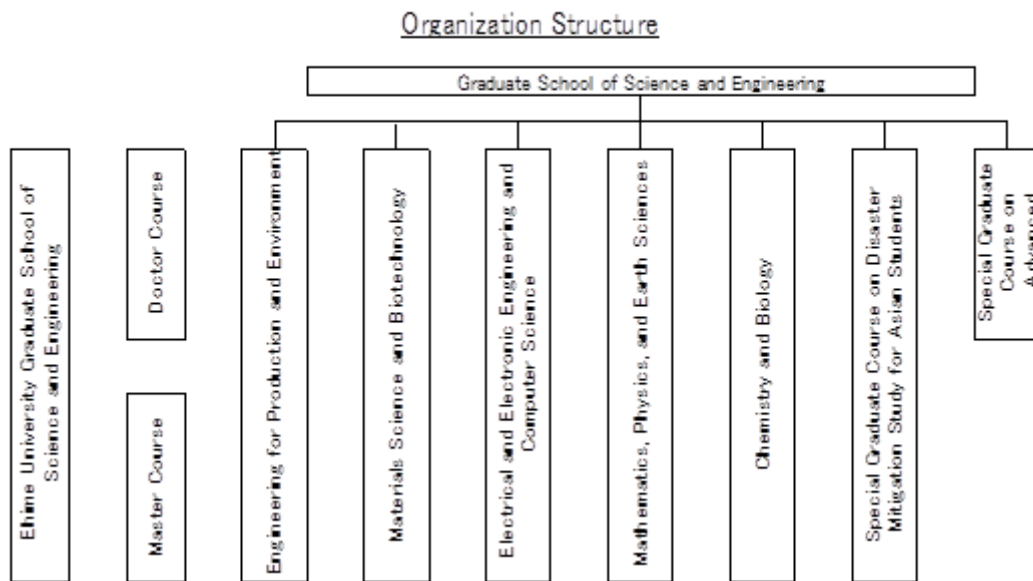 Organization Structure
Graduate School of Science and Engineering
Ehime University Graduate School of
Science and Engineering
Doctor Course
Master Course
Engineering for Production and Environment
Materials Science and Biotechnology
Electrical and Electronic Engineering and
Computer Science
Mathematics, Physics, and Earth Sciences
Chemistry and Biology
Special Graduate Course on Disaster
Mitigation Study for Asian Students
Special Graduate
Course on
Advanced